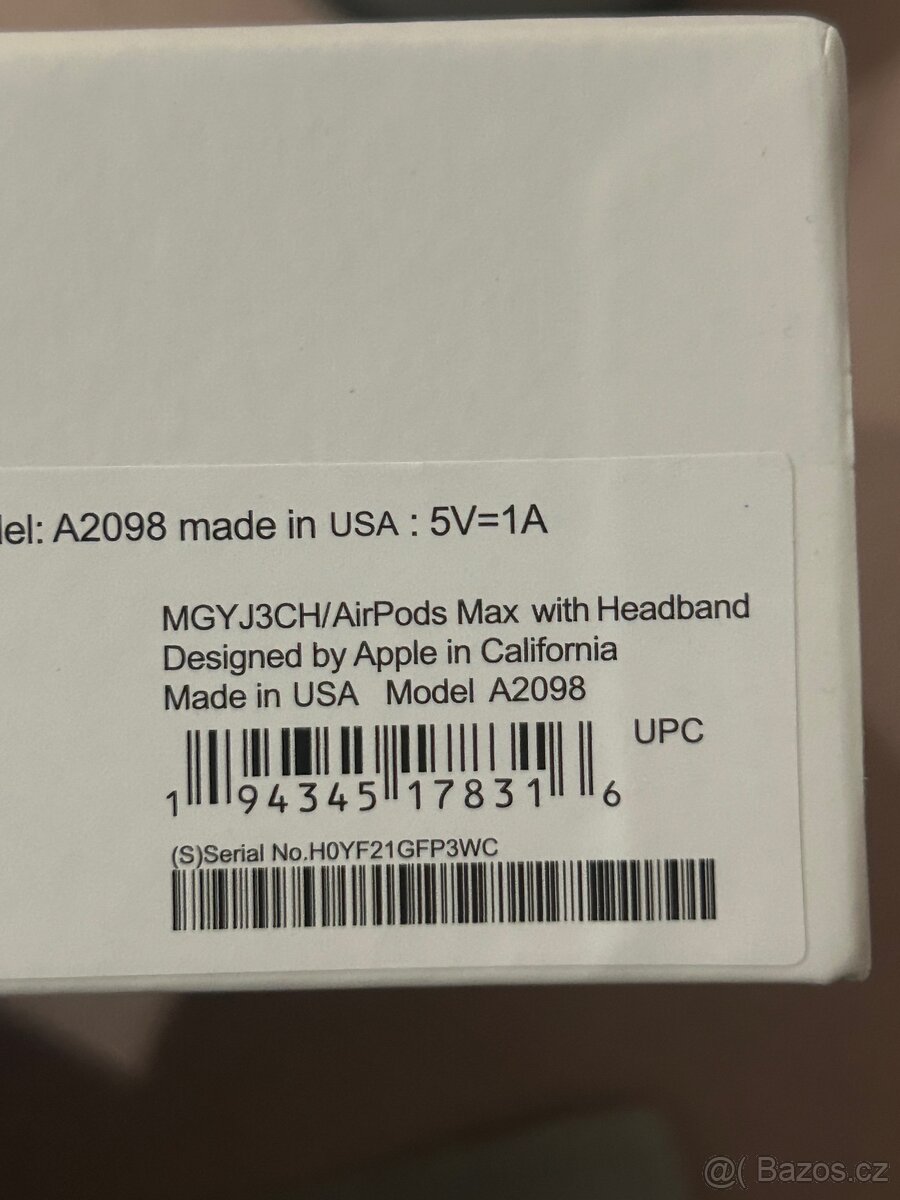 del: A2098 made in USA : 5V=1A
MGYJ3CH/AirPods Max with Headband
Designed by Apple in California
Made in USA Model A2098
UPC
1 94345 17831 6
(S)Serial No.H0YF21GFP3WC
@( Bazos.cz